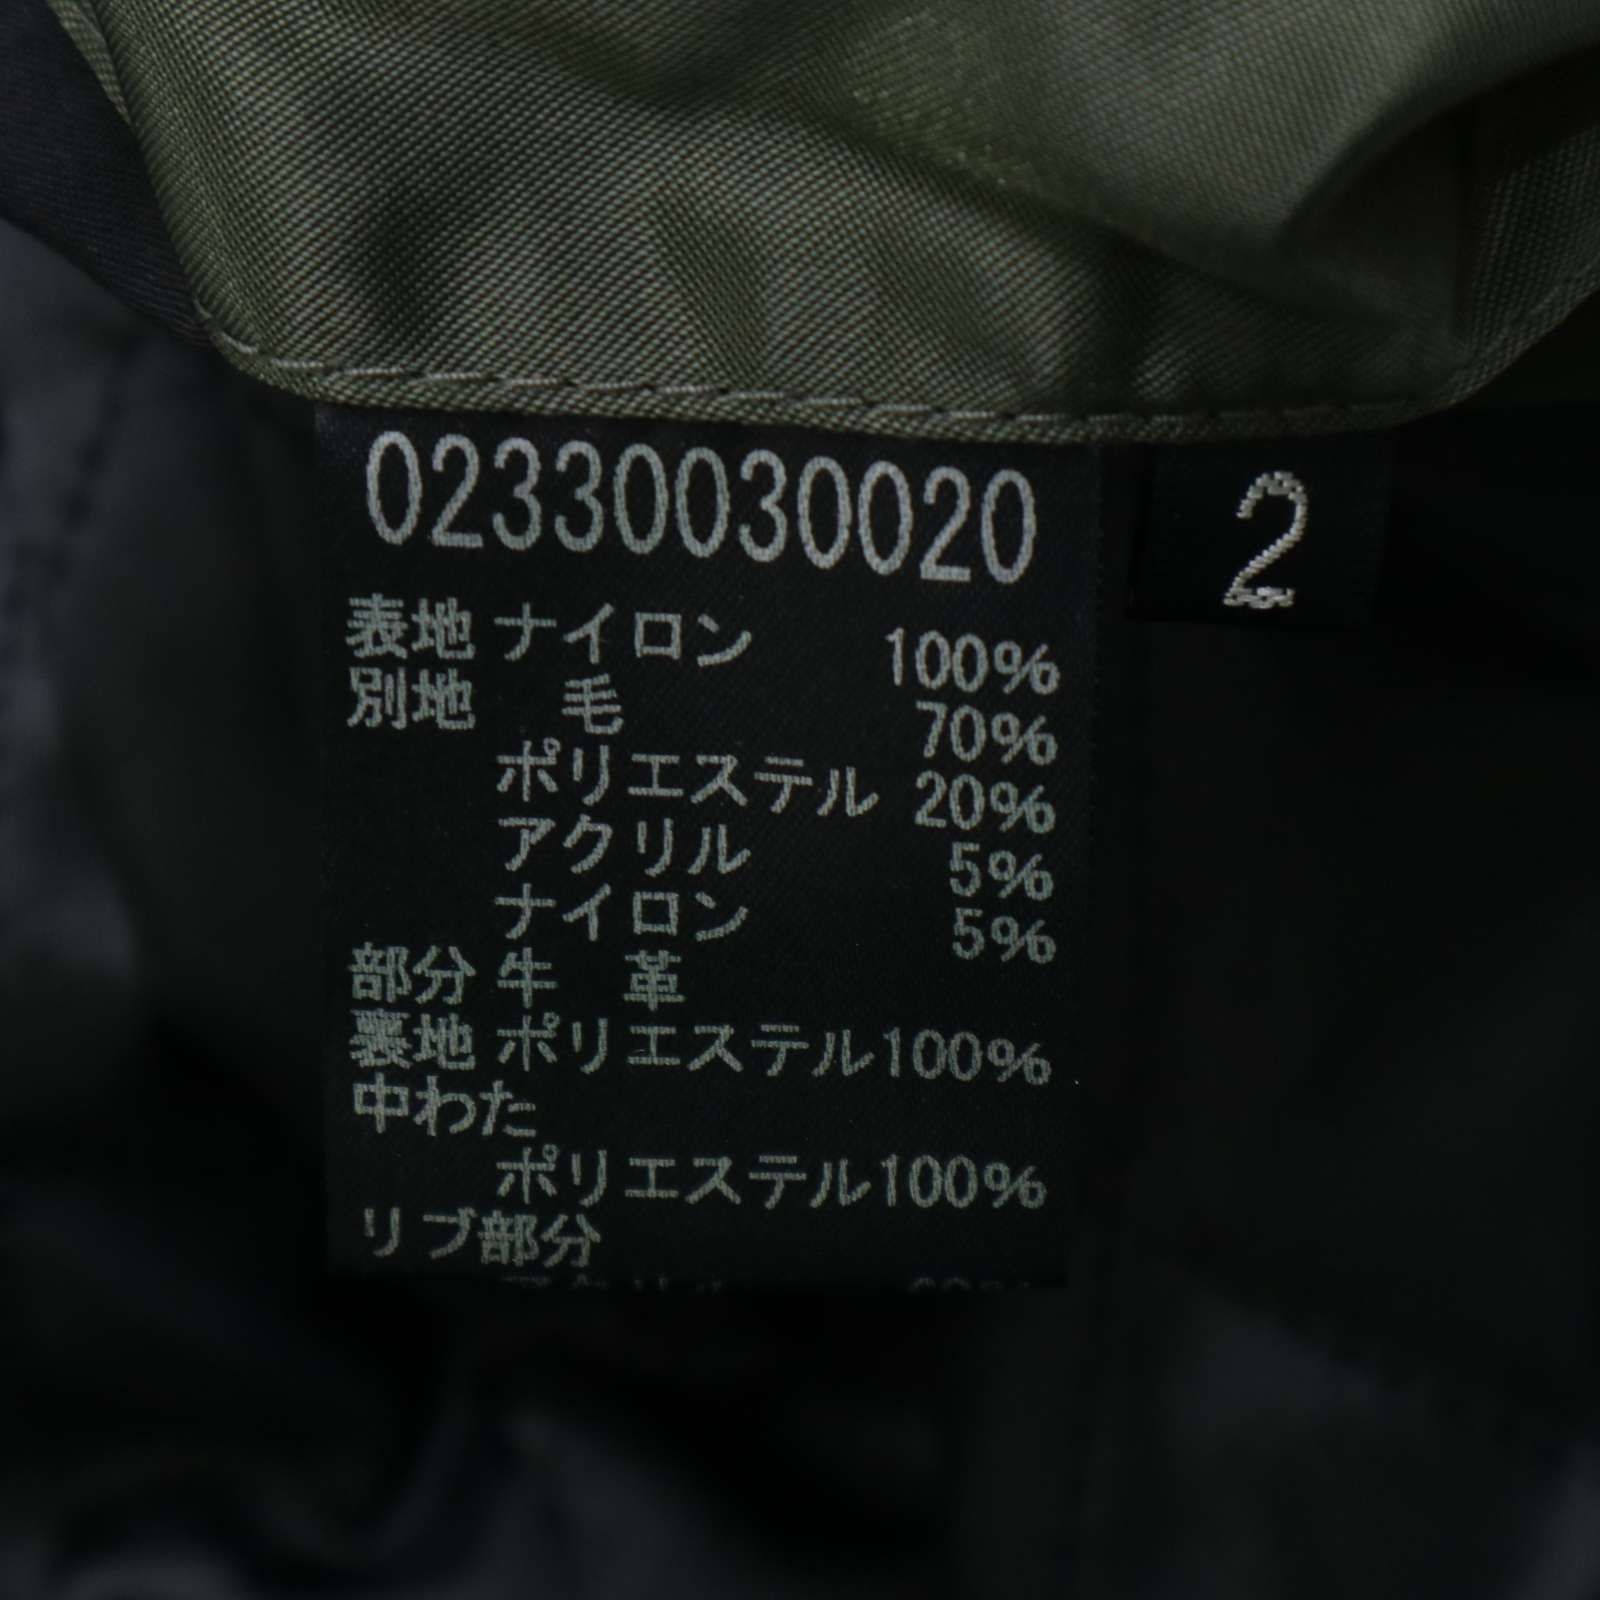 02330030020
2
表地 ナイロン 100%
別地 毛 70%
ポリエステル 20%
アクリル 5%
ナイロン 5%
部分 牛 革
裏地 ポリエステル100%
中わた
ポリエステル100%
リブ部分